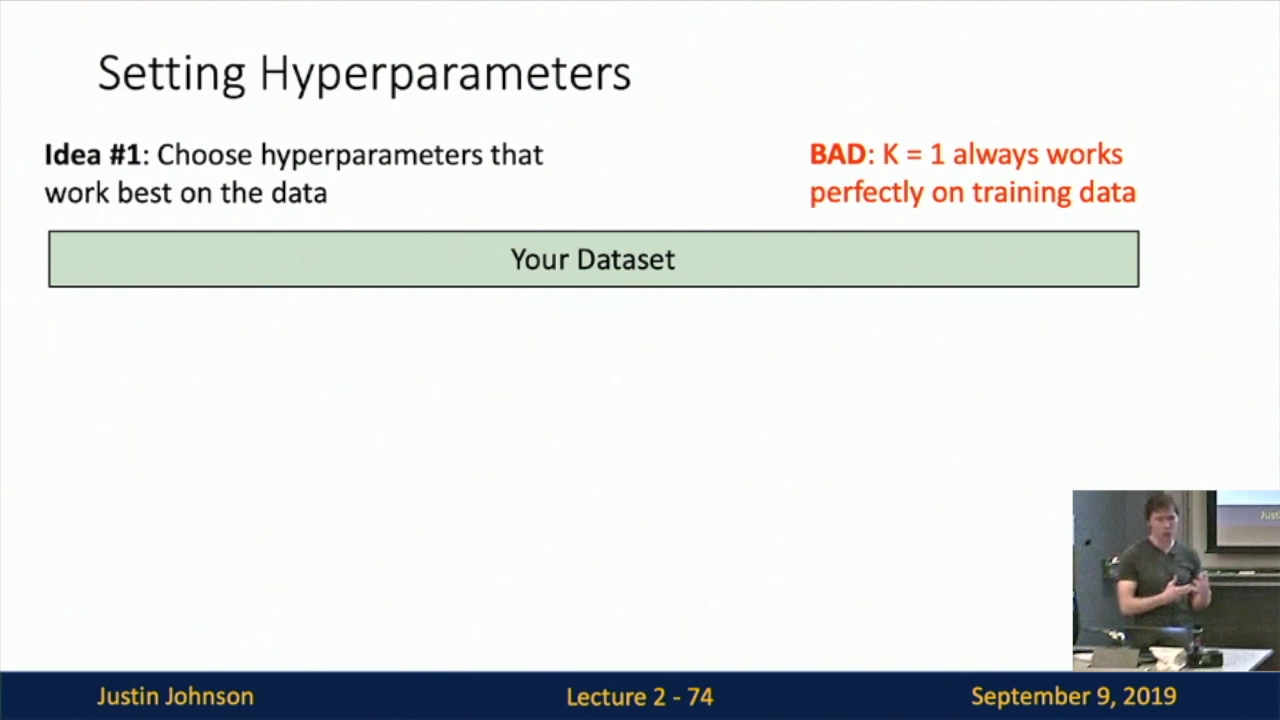 Setting Hyperparameters
Idea #1: Choose hyperparameters that
work best on the data
BAD: K = 1 always works
perfectly on training data
Your Dataset
Justin Johnson
Lecture 2 - 74
September 9, 2019